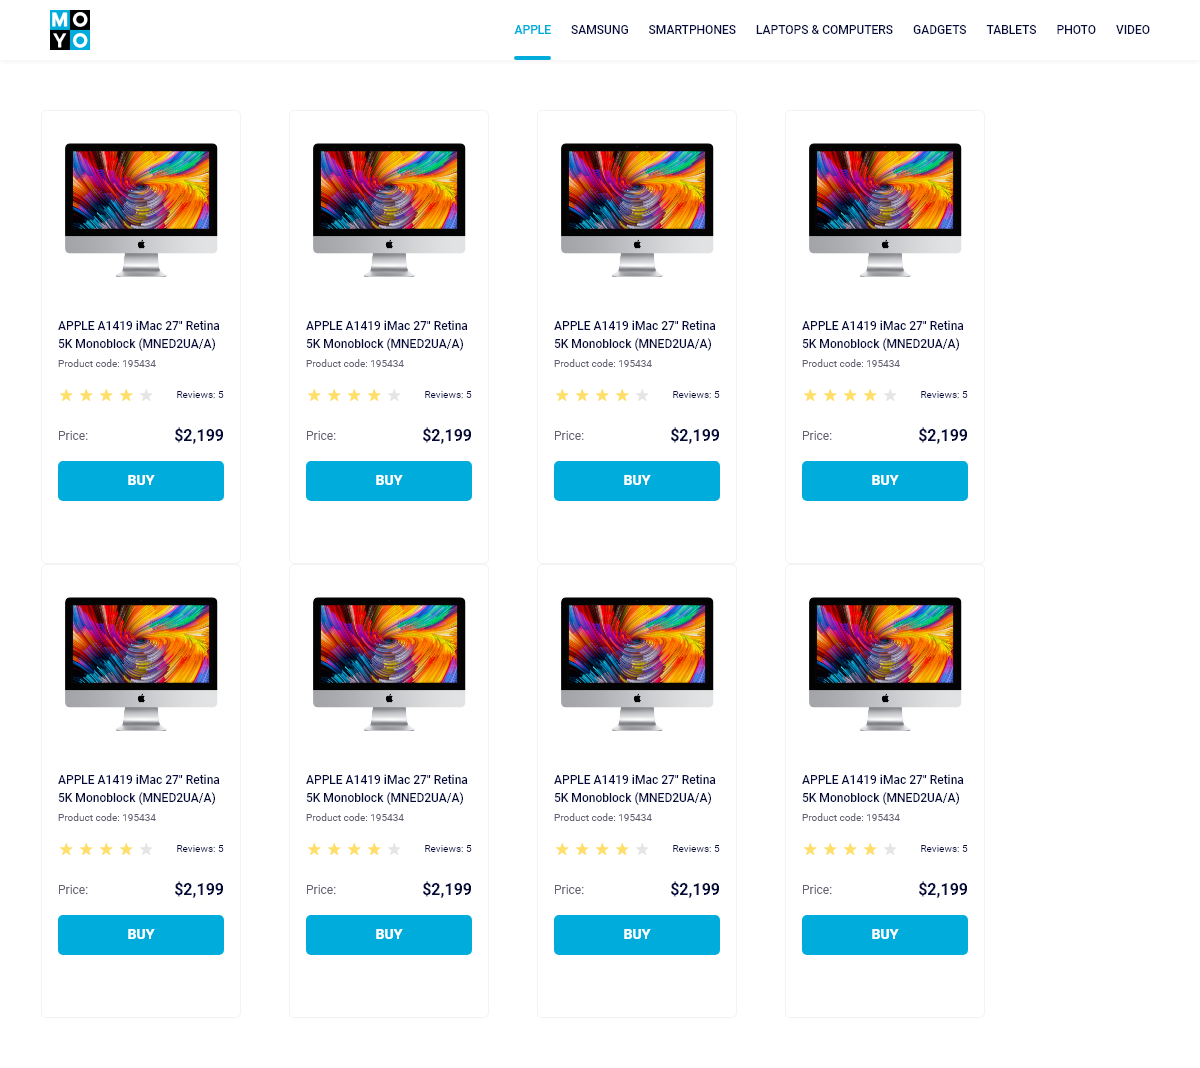 MO
YO
APPLE SAMSUNG SMARTPHONES LAPTOPS & COMPUTERS GADGETS TABLETS PHOTO VIDEO
APPLE A1419 iMac 27" Retina
5K Monoblock (MNED2UA/A)
Product code: 195434
Reviews: 5
Price: $2,199
BUY
APPLE A1419 iMac 27" Retina
5K Monoblock (MNED2UA/A)
Product code: 195434
Reviews: 5
Price: $2,199
BUY
APPLE A1419 iMac 27" Retina
5K Monoblock (MNED2UA/A)
Product code: 195434
Reviews: 5
Price: $2,199
BUY
APPLE A1419 iMac 27" Retina
5K Monoblock (MNED2UA/A)
Product code: 195434
Reviews: 5
Price: $2,199
BUY
APPLE A1419 iMac 27" Retina
5K Monoblock (MNED2UA/A)
Product code: 195434
Reviews: 5
Price: $2,199
BUY
APPLE A1419 iMac 27" Retina
5K Monoblock (MNED2UA/A)
Product code: 195434
Reviews: 5
Price: $2,199
BUY
APPLE A1419 iMac 27" Retina
5K Monoblock (MNED2UA/A)
Product code: 195434
Reviews: 5
Price: $2,199
BUY
APPLE A1419 iMac 27" Retina
5K Monoblock (MNED2UA/A)
Product code: 195434
Reviews: 5
Price: $2,199
BUY